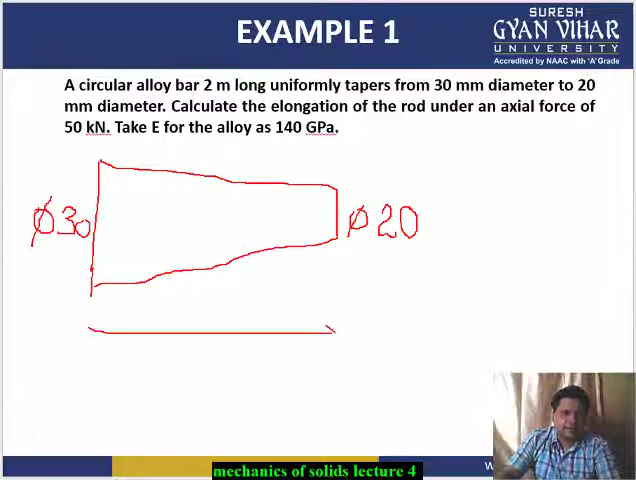 SURESH
GYAN VIHAR
UNIVERSITY
Accredited by NAAC with 'A' Grade
EXAMPLE 1
A circular alloy bar 2 m long uniformly tapers from 30 mm diameter to 20
mm diameter. Calculate the elongation of the rod under an axial force of
50 kN. Take E for the alloy as 140 GPa.
Ø30
Ø 20
mechanics of solids lecture 4